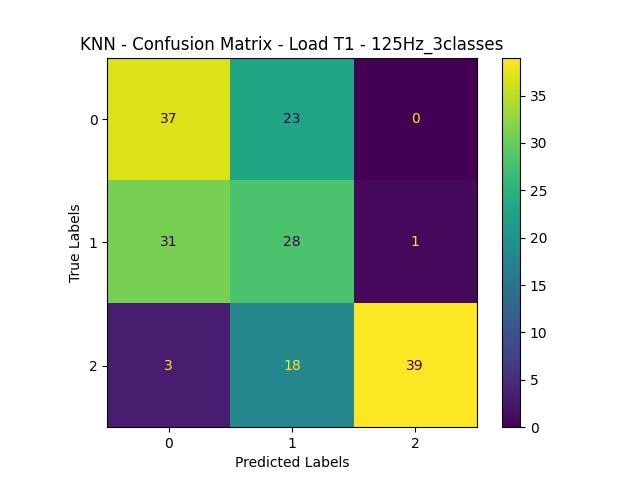 KNN - Confusion Matrix - Load T1 - 125Hz_3classes
True Labels
0 37 23 0
1 31 28 1
2 3 18 39
0 1 2
Predicted Labels
35
30
25
20
15
10
5
0